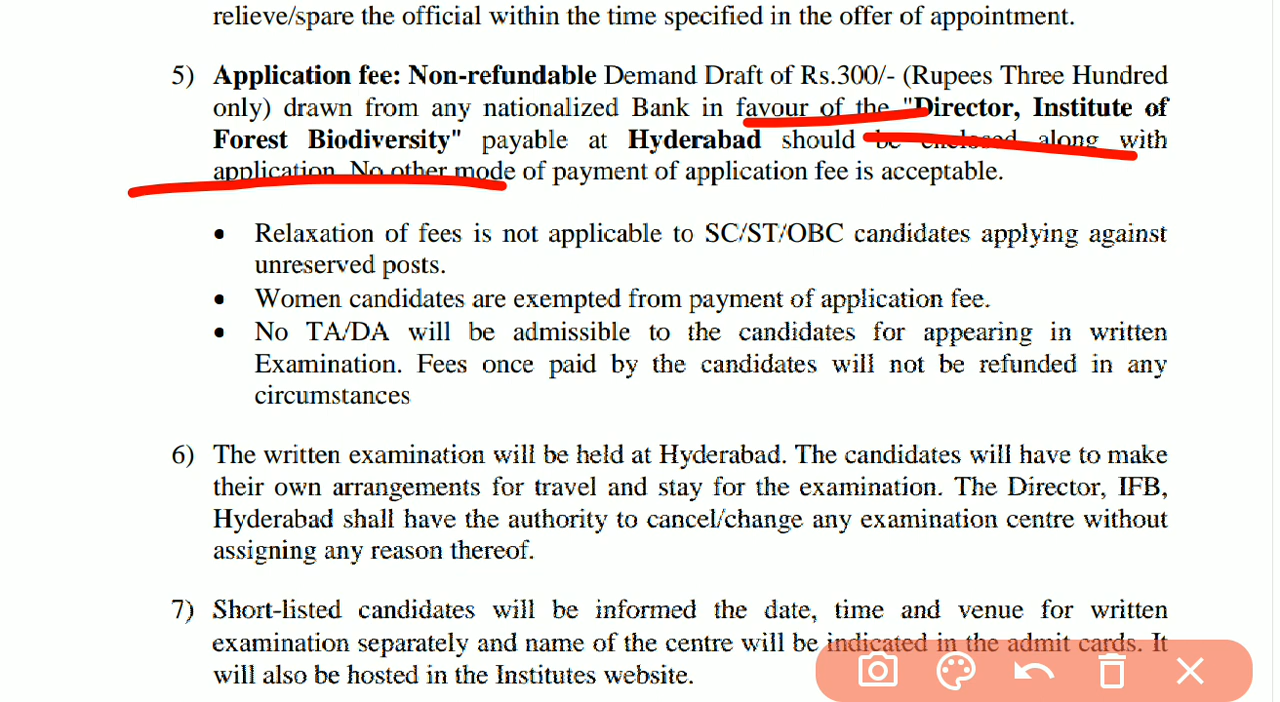 relieve/spare the official within the time specified in the offer of appointment.
5) Application fee: Non-refundable Demand Draft of Rs.300/- (Rupees Three Hundred
only) drawn from any nationalized Bank in favour of the "Director, Institute of
Forest Biodiversity" payable at Hyderabad should be enclosed along with
application. No other mode of payment of application fee is acceptable.
• Relaxation of fees is not applicable to SC/ST/OBC candidates applying against
unreserved posts.
• Women candidates are exempted from payment of application fee.
• No TA/DA will be admissible to the candidates for appearing in written
Examination. Fees once paid by the candidates will not be refunded in any
circumstances
6) The written examination will be held at Hyderabad. The candidates will have to make
their own arrangements for travel and stay for the examination. The Director, IFB,
Hyderabad shall have the authority to cancel/change any examination centre without
assigning any reason thereof.
7) Short-listed candidates will be informed the date, time and venue for written
examination separately and name of the centre will be indicated in the admit cards. It
will also be hosted in the Institutes website.